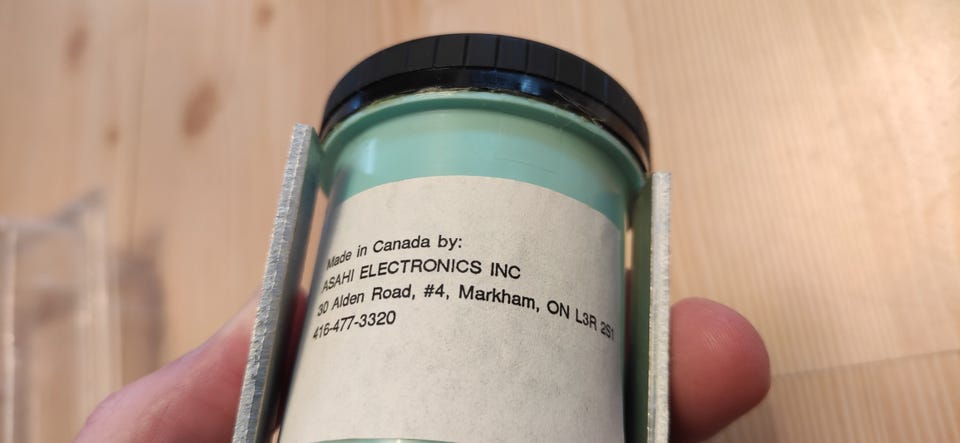 Made in Canada by:
ASAHI ELECTRONICS INC
30 Alden Road, #4, Markham, ON L3R 2S1
416-477-3320